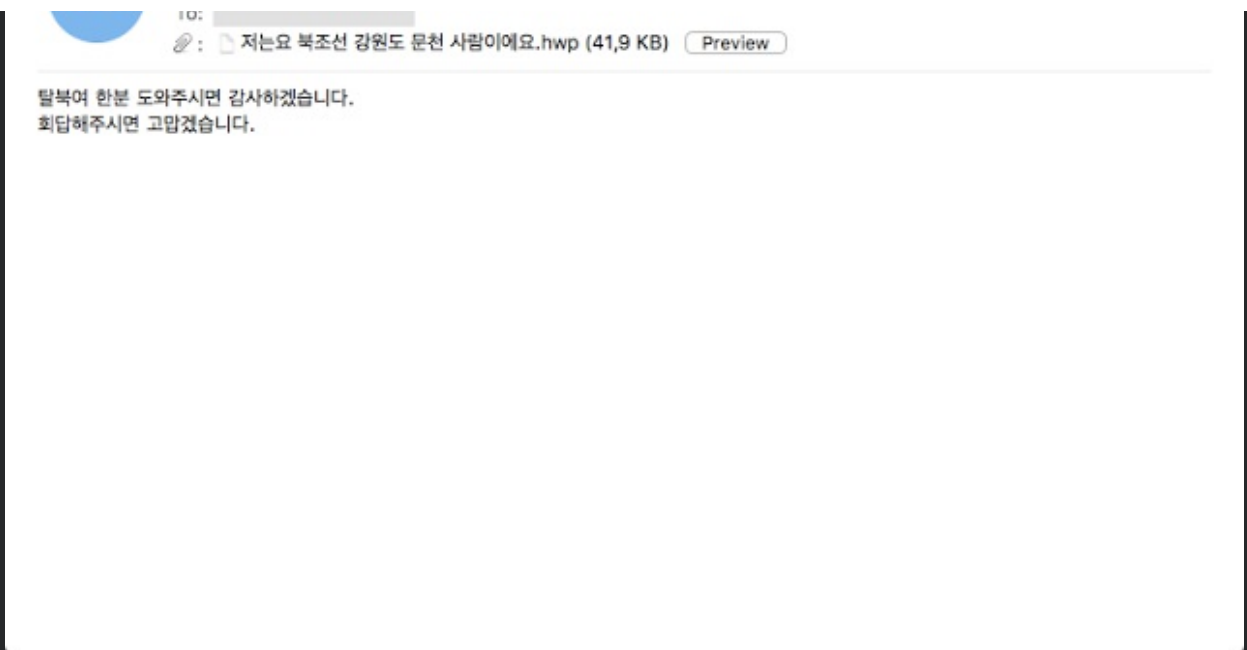 To:
: 저는요 북조선 강원도 문천 사람이에요.hwp (41,9 KB) Preview
탈북여 한분 도와주시면 감사하겠습니다.
회답해주시면 고맙겠습니다.